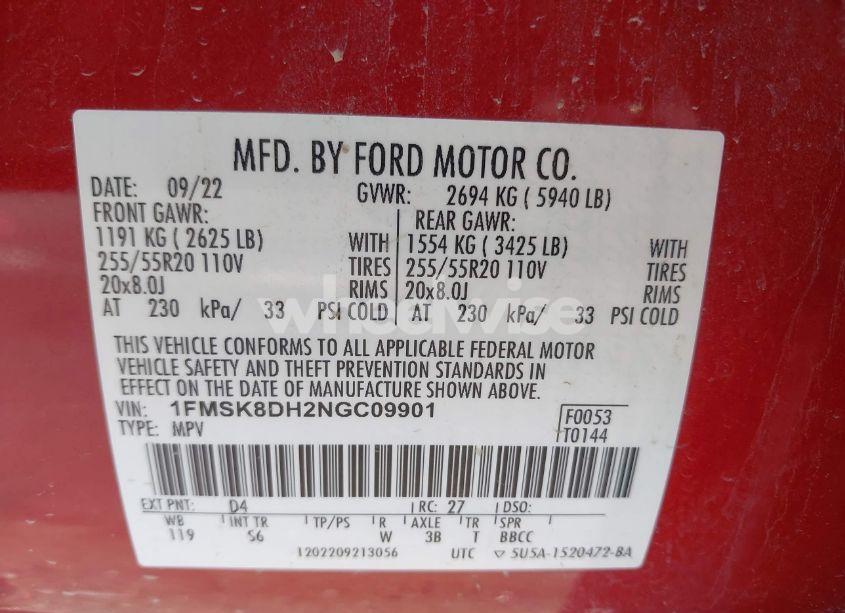 MFD. BY FORD MOTOR CO.
DATE: 09/22 GVWR: 2694 KG ( 5940 LB)
FRONT GAWR: REAR GAWR:
1191 KG ( 2625 LB) WITH 1554 KG ( 3425 LB) WITH
255/55R20 110V TIRES 255/55R20 110V TIRES
20x8.0J RIMS 20x8.0J RIMS
AT 230 kPa/ 33 PSI COLD AT 230 kPa/ 33 PSI COLD
wheelwise
THIS VEHICLE CONFORMS TO ALL APPLICABLE FEDERAL MOTOR
VEHICLE SAFETY AND THEFT PREVENTION STANDARDS IN
EFFECT ON THE DATE OF MANUFACTURE SHOWN ABOVE.
VIN: 1FMSK8DH2NGC09901 F0053
TYPE: MPV T0144
EXT PNT: D4 RC: 27 DSO:
WB INT TR TP/PS R AXLE TR SPR
119 S6 W 3B T BBCC
1202209213056 UTC ▽ 5U5A-1520472-BA